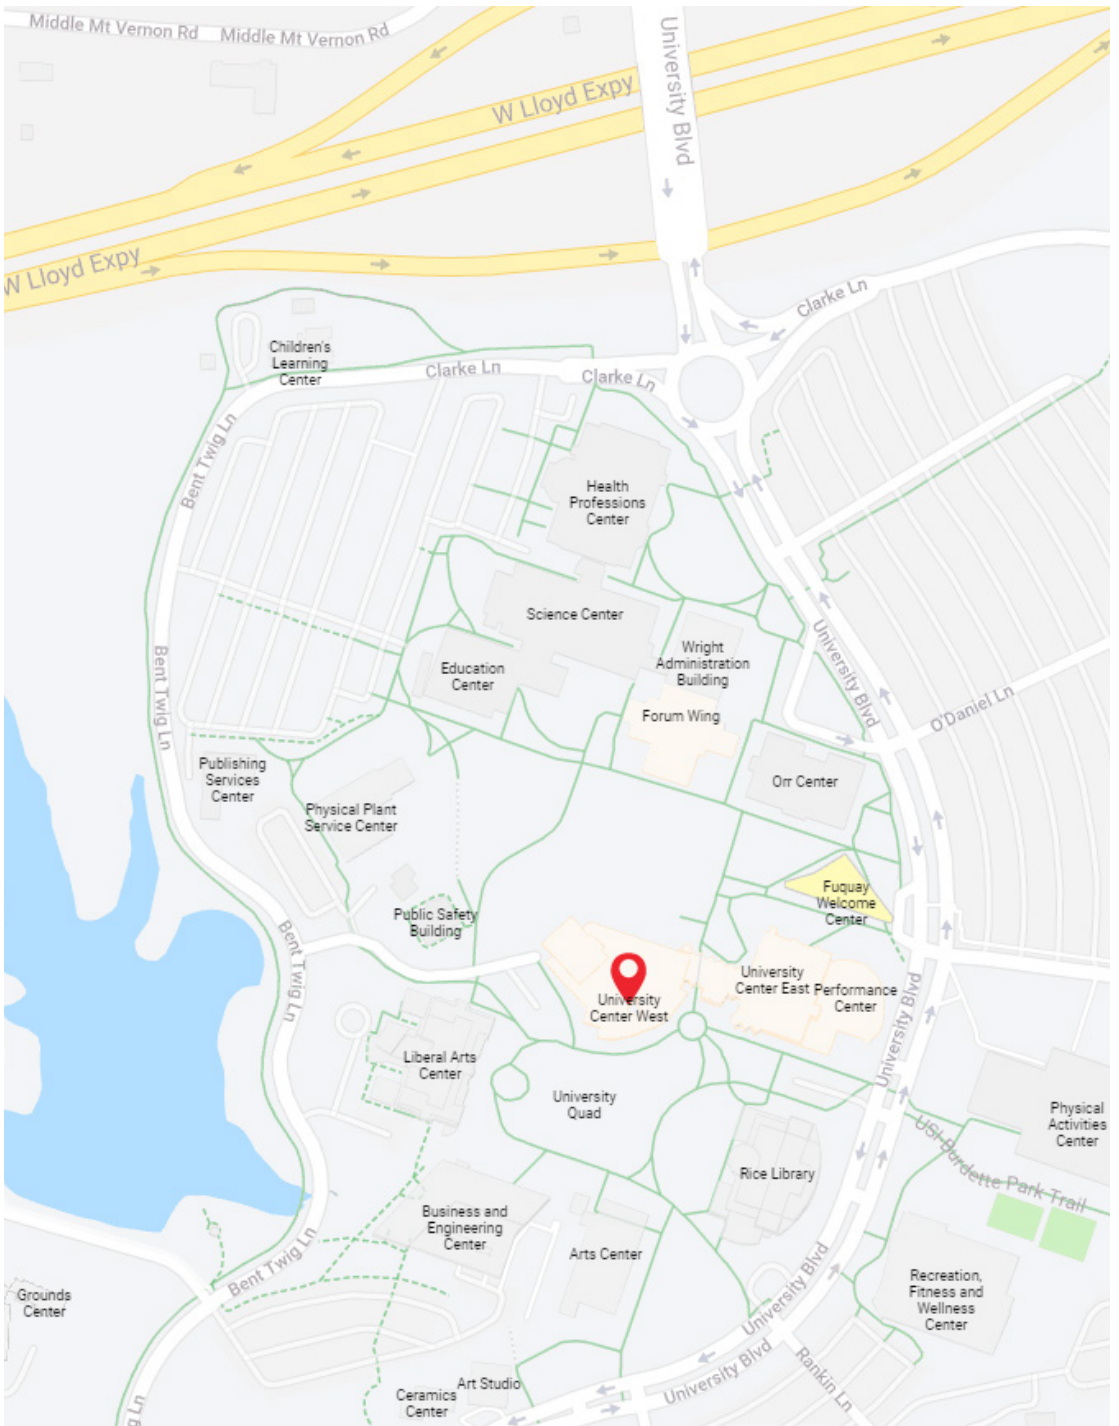 Middle Mt Vernon Rd
Middle Mt Vernon Rd
University Blvd
W Lloyd Expy
W Lloyd Expy
Clarke Ln
Children's
Learning
Center
Clarke Ln
Clarke Ln
Bent Twig Ln
Health
Professions
Center
Science Center
Wright
Administration
Building
Education
Center
University Blvd
Bent Twig Ln
Forum Wing
O'Daniel Ln
Publishing
Services
Center
Orr Center
Physical Plant
Service Center
Fuquay
Welcome
Center
Public Safety
Building
Bent Twig Ln
University
Center East
Performance
Center
University
Center West
University Blvd
Liberal Arts
Center
University
Quad
Physical
Activities
Center
USI Burdette Park Trail
Rice Library
Business and
Engineering
Center
Arts Center
Bent Twig Ln
Grounds
Center
Recreation,
Fitness and
Wellness
Center
University Blvd
University Blvd
Rankin Ln
Art Studio
Ceramics
Center
g Ln